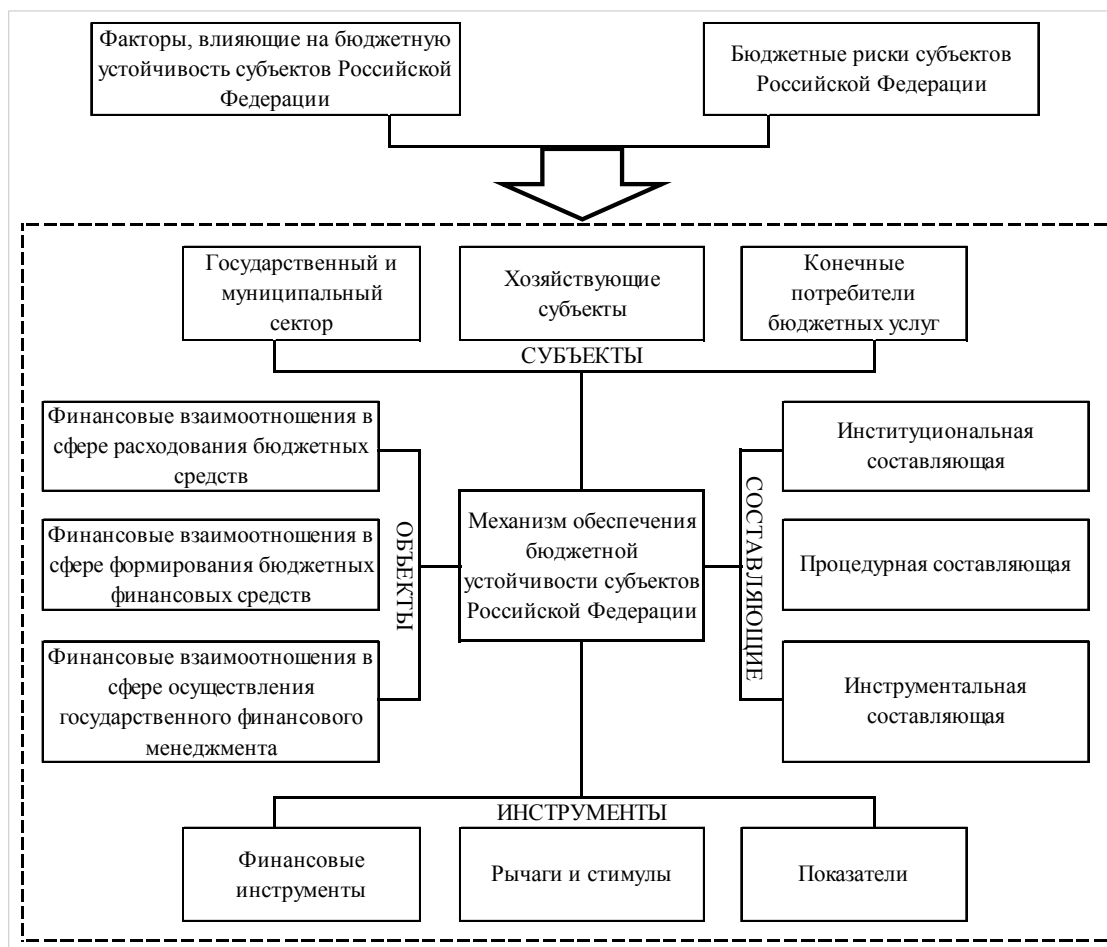 Факторы, влияющие на бюджетную
устойчивость субъектов Российской
Федерации
Бюджетные риски субъектов
Российской Федерации
Государственный и
муниципальный
сектор
Хозяйствующие
субъекты
Конечные
потребители
бюджетных услуг
СУБЪЕКТЫ
Финансовые взаимоотношения в
сфере расходования бюджетных
средств
Финансовые взаимоотношения в
сфере формирования бюджетных
финансовых средств
Финансовые взаимоотношения в
сфере осуществления
государственного финансового
менеджмента
ОБЪЕКТЫ
Механизм обеспечения
бюджетной
устойчивости субъектов
Российской Федерации
СОСТАВЛЯЮЩИЕ
Институциональная
составляющая
Процедурная составляющая
Инструментальная
составляющая
ИНСТРУМЕНТЫ
Финансовые
инструменты
Рычаги и стимулы
Показатели